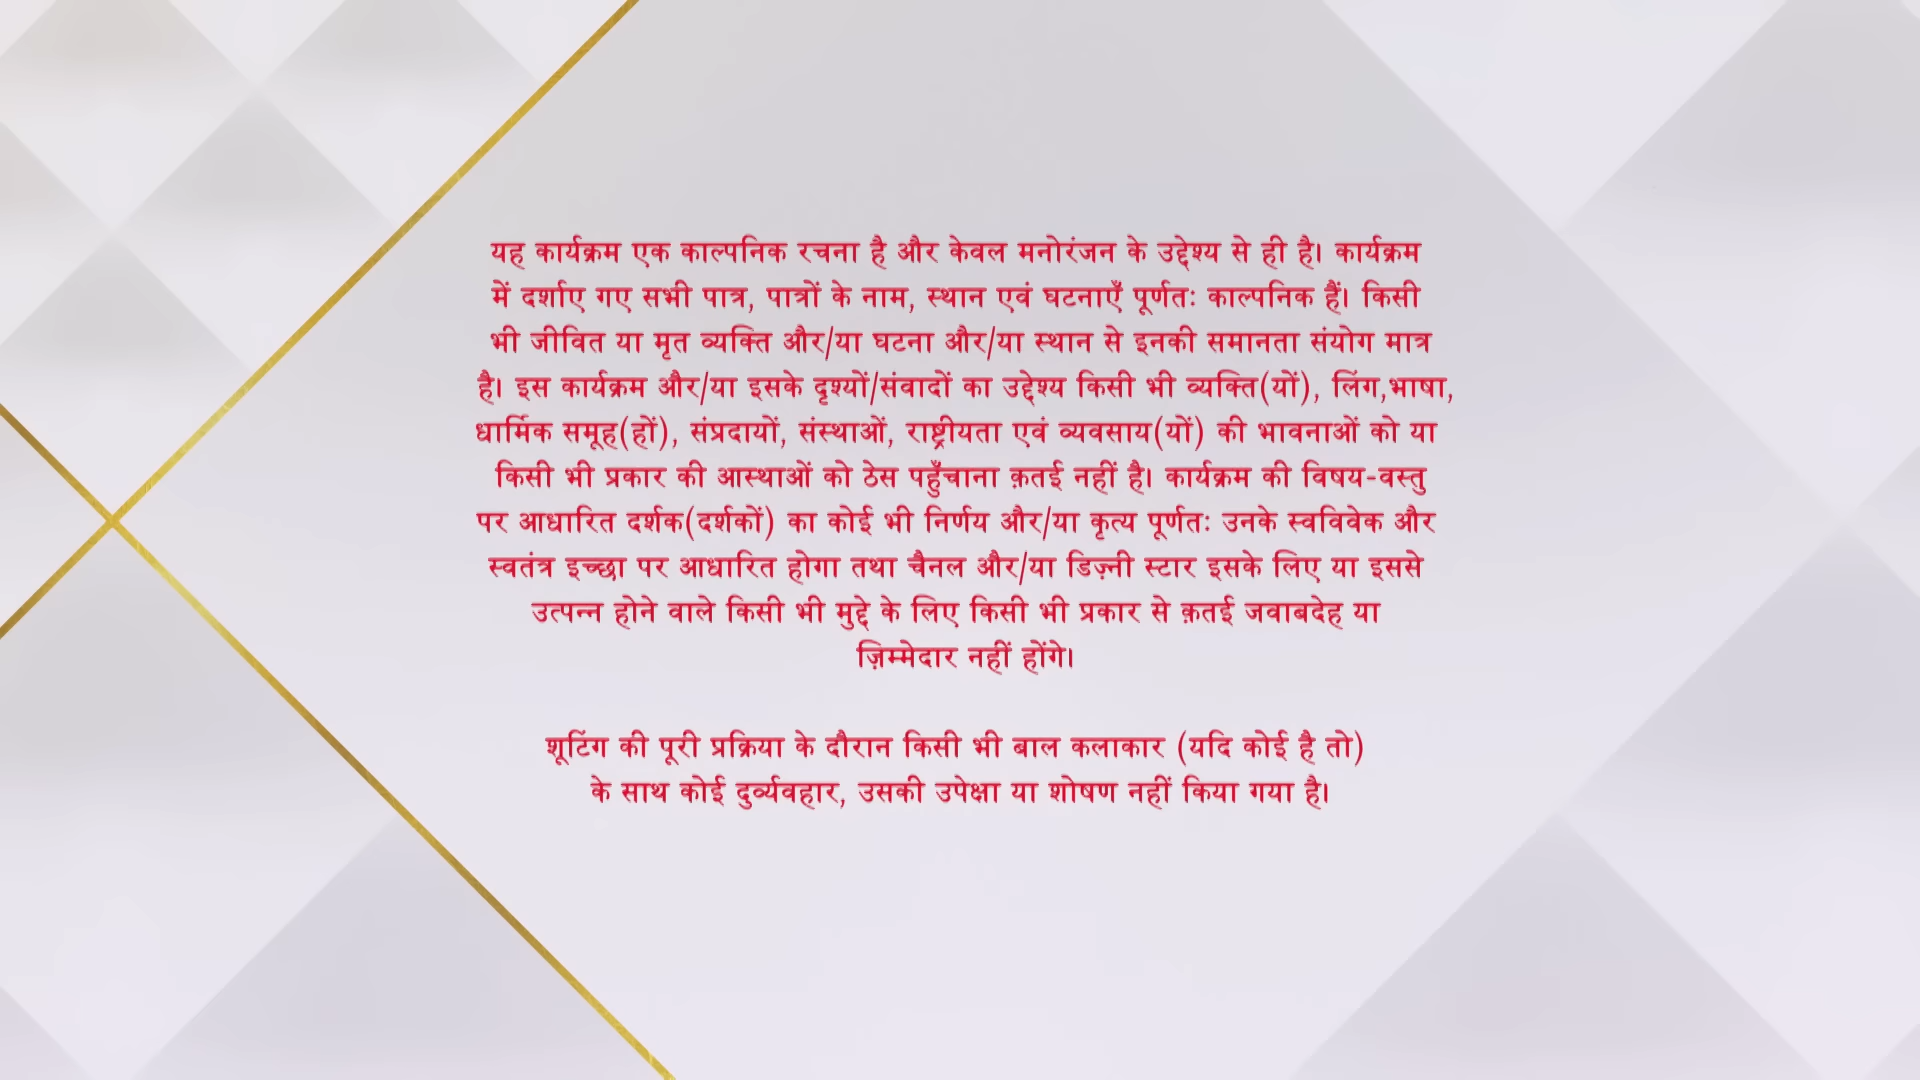 यह कार्यक्रम एक काल्पनिक रचना है और केवल मनोरंजन के उद्देश्य से ही है। कार्यक्रम
में दर्शाए गए सभी पात्र, पात्रों के नाम, स्थान एवं घटनाएँ पूर्णतः काल्पनिक हैं। किसी
भी जीवित या मृत व्यक्ति और/या घटना और/या स्थान से इनकी समानता संयोग मात्र
है। इस कार्यक्रम और/या इसके दृश्यों/संवादों का उद्देश्य किसी भी व्यक्ति(यों), लिंग,भाषा,
धार्मिक समूह(हों), संप्रदायों, संस्थाओं, राष्ट्रीयता एवं व्यवसाय(यों) की भावनाओं को या
किसी भी प्रकार की आस्थाओं को ठेस पहुँचाना क़तई नहीं है। कार्यक्रम की विषय-वस्तु
पर आधारित दर्शक(दर्शकों) का कोई भी निर्णय और/या कृत्य पूर्णतः उनके स्वविवेक और
स्वतंत्र इच्छा पर आधारित होगा तथा चैनल और/या डिज़्नी स्टार इसके लिए या इससे
उत्पन्न होने वाले किसी भी मुद्दे के लिए किसी भी प्रकार से क़तई जवाबदेह या
ज़िम्मेदार नहीं होंगे।
शूटिंग की पूरी प्रक्रिया के दौरान किसी भी बाल कलाकार (यदि कोई है तो)
के साथ कोई दुर्व्यवहार, उसकी उपेक्षा या शोषण नहीं किया गया है।